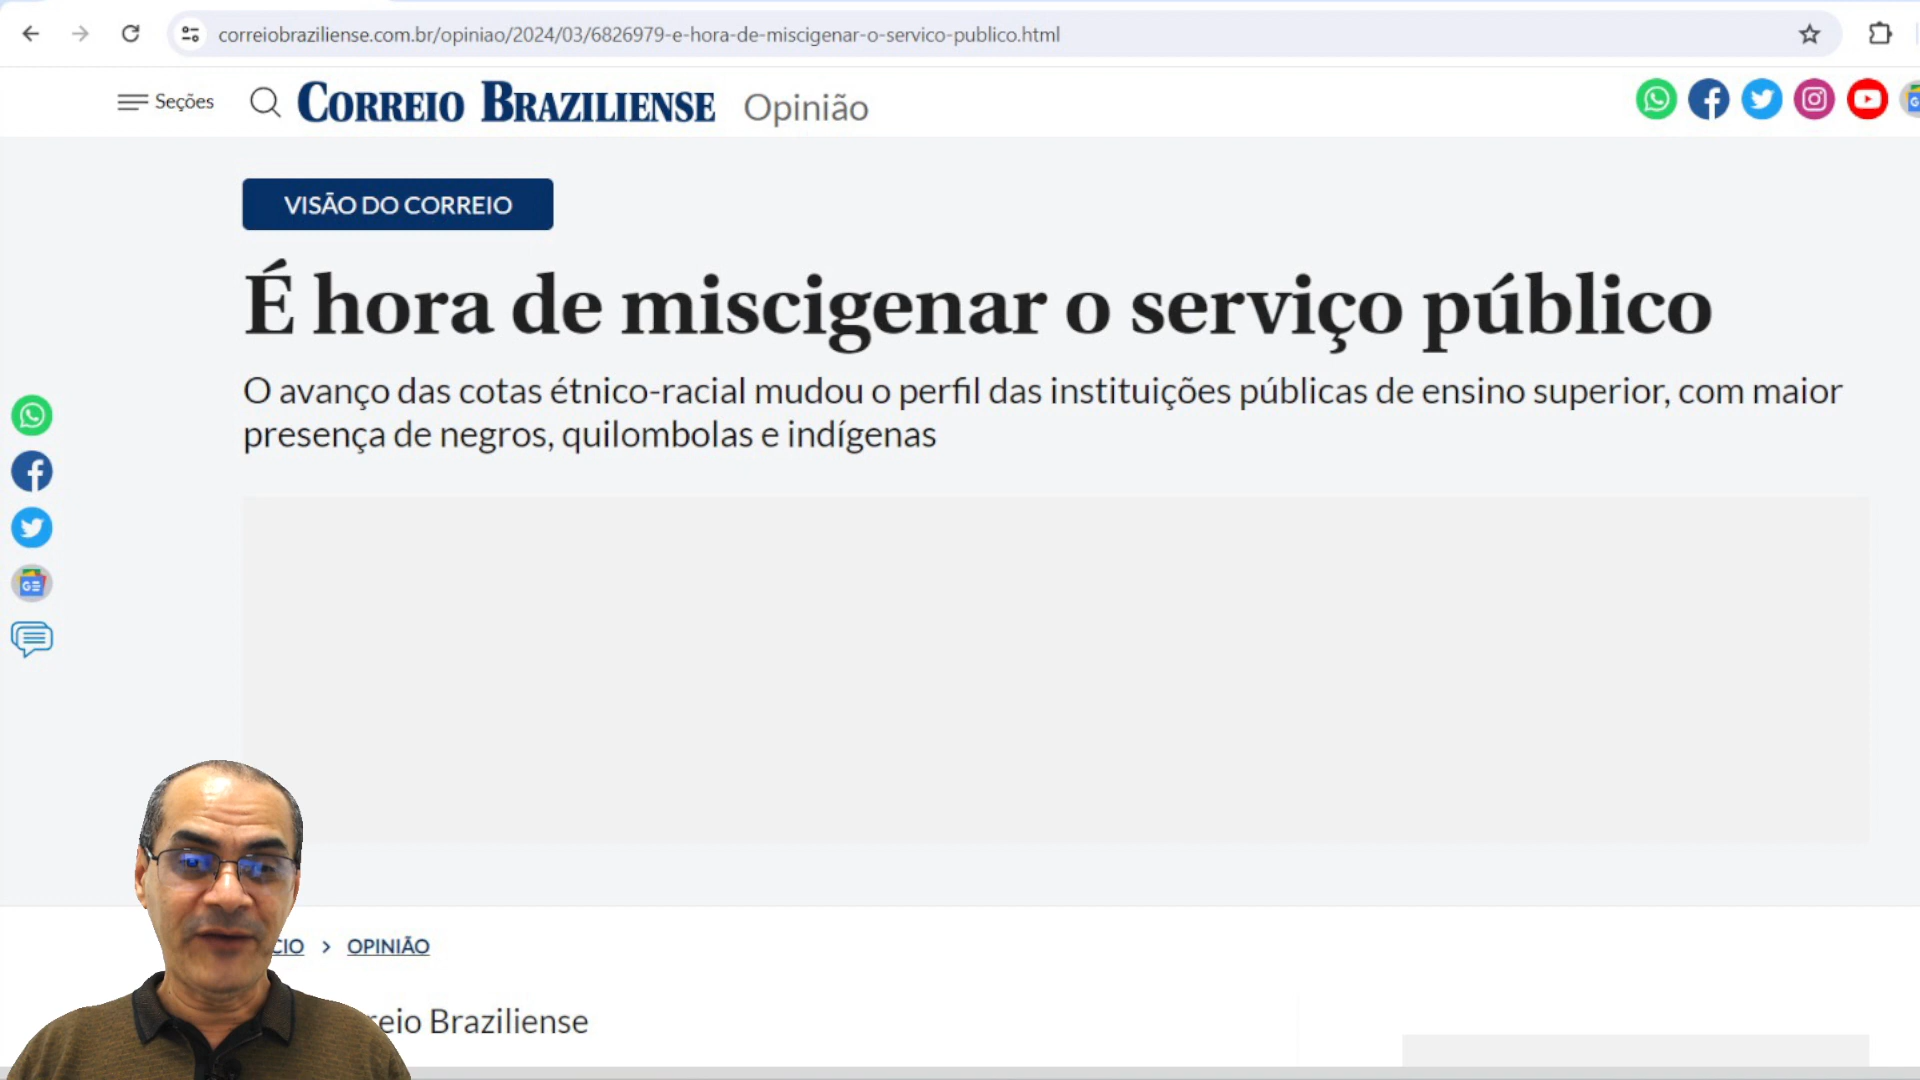 correiobraziliense.com.br/opiniao/2024/03/6826979-e-hora-de-miscigenar-o-servico-publico.html
Seções CORREIO BRAZILIENSE Opinião
VISÃO DO CORREIO
É hora de miscigenar o serviço público
O avanço das cotas étnico-racial mudou o perfil das instituições públicas de ensino superior, com maior
presença de negros, quilombolas e indígenas
CIO > OPINIÃO
reio Braziliense